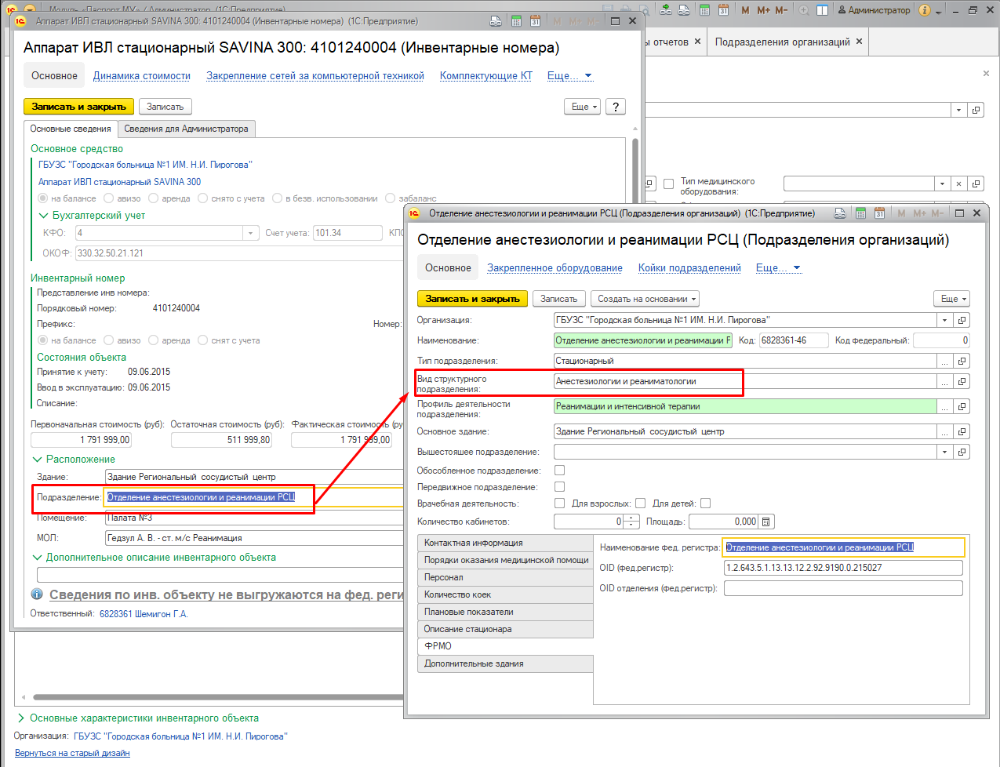 Модуль «Паспорт МУ» / Администратор (1С:Предприятие)
M M+ M- Администратор
Аппарат ИВЛ стационарный SAVINA 300: 4101240004 (Инвентарные номера) (1С:Предприятие)
M M+ M-
ы отчетов × Подразделения организаций ×
Аппарат ИВЛ стационарный SAVINA 300: 4101240004 (Инвентарные номера)
Основное Динамика стоимости Закрепление сетей за компьютерной техникой Комплектующие КТ Еще...
Записать и закрыть Записать Еще ?
Основные сведения Сведения для Администратора
Основное средство
ГБУЗС "Городская больница №1 ИМ. Н.И. Пирогова"
Аппарат ИВЛ стационарный SAVINA 300
на балансе авизо аренда снято с учета в безв. использовании забаланс
Бухгалтерский учет
КФО: 4 Счет учета: 101.34 КПС
ОКОФ: 330.32.50.21.121
Инвентарный номер
Представление инв номера:
Порядковый номер: 4101240004
Префикс: Номер:
на балансе авизо аренда снят с учета
Состояния объекта
Принятие к учету: 09.06.2015
Ввод в эксплуатацию: 09.06.2015
Списание:
Первоначальная стоимость (руб): Остаточная стоимость (руб): Фактическая стоимость (ру
1 791 999,00 511 999,80 1 791 999,00
Расположение
Здание: Здание Региональный сосудистый центр
Подразделение: Отделение анестезиологии и реанимации РСЦ
Помещение: Палата №3
МОЛ: Гедзул А. В. - ст. м/с Реанимация
Дополнительное описание инвентарного объекта
Сведения по инв. объекту не выгружаются на фед. реги
Ответственный: 6828361 Шемигон Г.А.
Основные характеристики инвентарного объекта
Организация: ГБУЗС "Городская больница №1 ИМ. Н.И. Пирогова"
Вернуться на старый дизайн
Тип медицинского
оборудования:
Отделение анестезиологии и реанимации РСЦ (Подразделения организаций) (1С:Предприятие)
M M+ M-
Отделение анестезиологии и реанимации РСЦ (Подразделения организаций)
Основное Закрепленное оборудование Койки подразделений Еще...
Записать и закрыть Записать Создать на основании Еще
Организация: ГБУЗС "Городская больница №1 ИМ. Н.И. Пирогова"
Наименование: Отделение анестезиологии и реанимации Р Код: 6828361-46 Код Федеральный: 0
Тип подразделения: Стационарный
Вид структурного
подразделения: Анестезиологии и реаниматологии
Профиль деятельности
подразделения: Реанимации и интенсивной терапии
Основное здание: Здание Региональный сосудистый центр
Вышестоящее подразделение:
Обособленное подразделение:
Передвижное подразделение:
Врачебная деятельность: Для взрослых: Для детей:
Количество кабинетов: 0 Площадь: 0,000
Контактная информация
Порядки оказания медицинской помощи
Персонал
Количество коек
Плановые показатели
Описание стационара
ФРМО
Дополнительные здания
Наименование фед. регистра: Отделение анестезиологии и реанимации РСЦ
OID (фед.регистр): 1.2.643.5.1.13.13.12.2.92.9190.0.215027
OID отделения (фед.регистр):